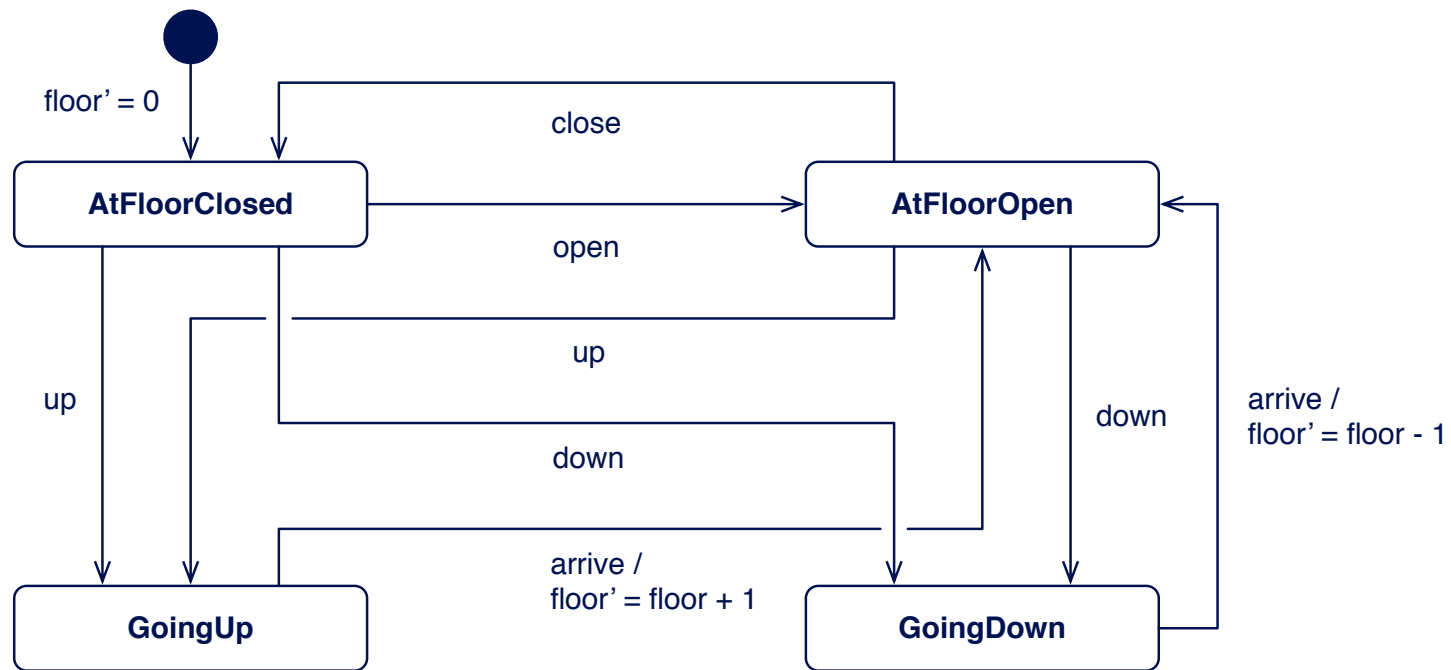 floor’ = 0
close
AtFloorClosed
AtFloorOpen
open
up
up
down
arrive /
floor’ = floor - 1
down
arrive /
floor’ = floor + 1
GoingUp
GoingDown